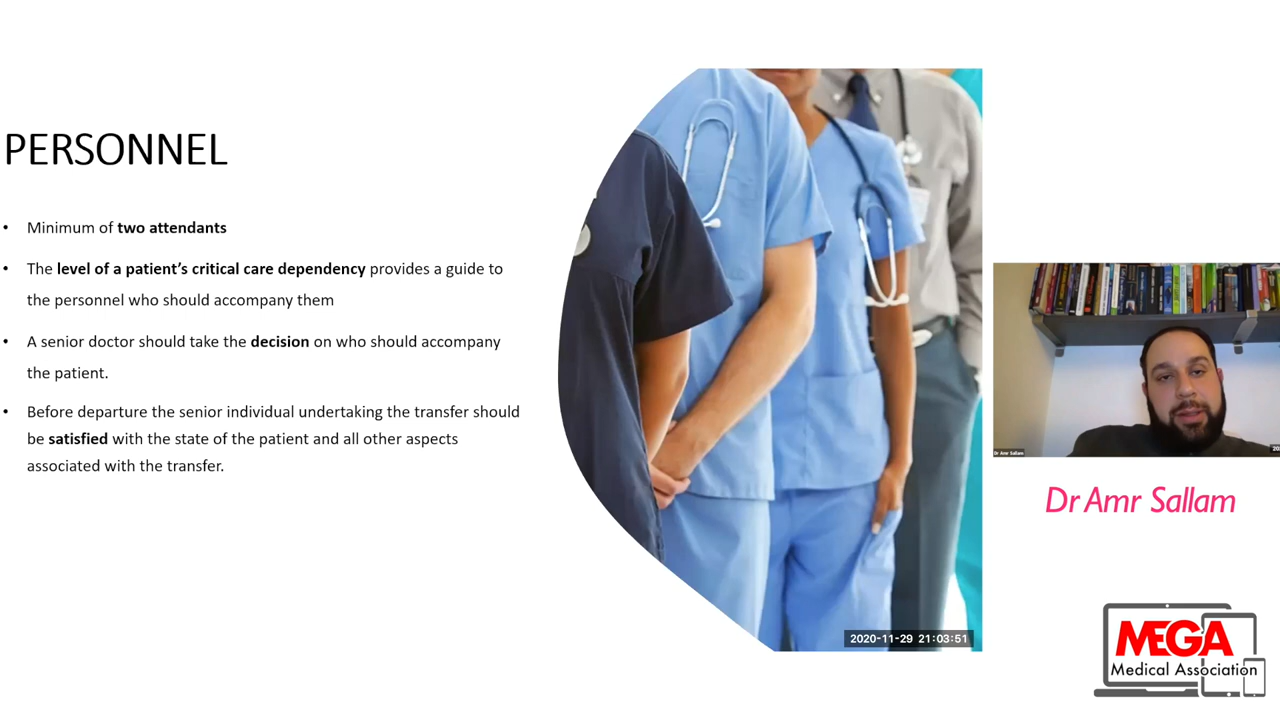 PERSONNEL
• Minimum of two attendants
• The level of a patient’s critical care dependency provides a guide to
the personnel who should accompany them
• A senior doctor should take the decision on who should accompany
the patient.
• Before departure the senior individual undertaking the transfer should
be satisfied with the state of the patient and all other aspects
associated with the transfer.
2020-11-29 21:03:51
Dr Amr Sallam
Dr Amr Sallam
MEGA
Medical Association